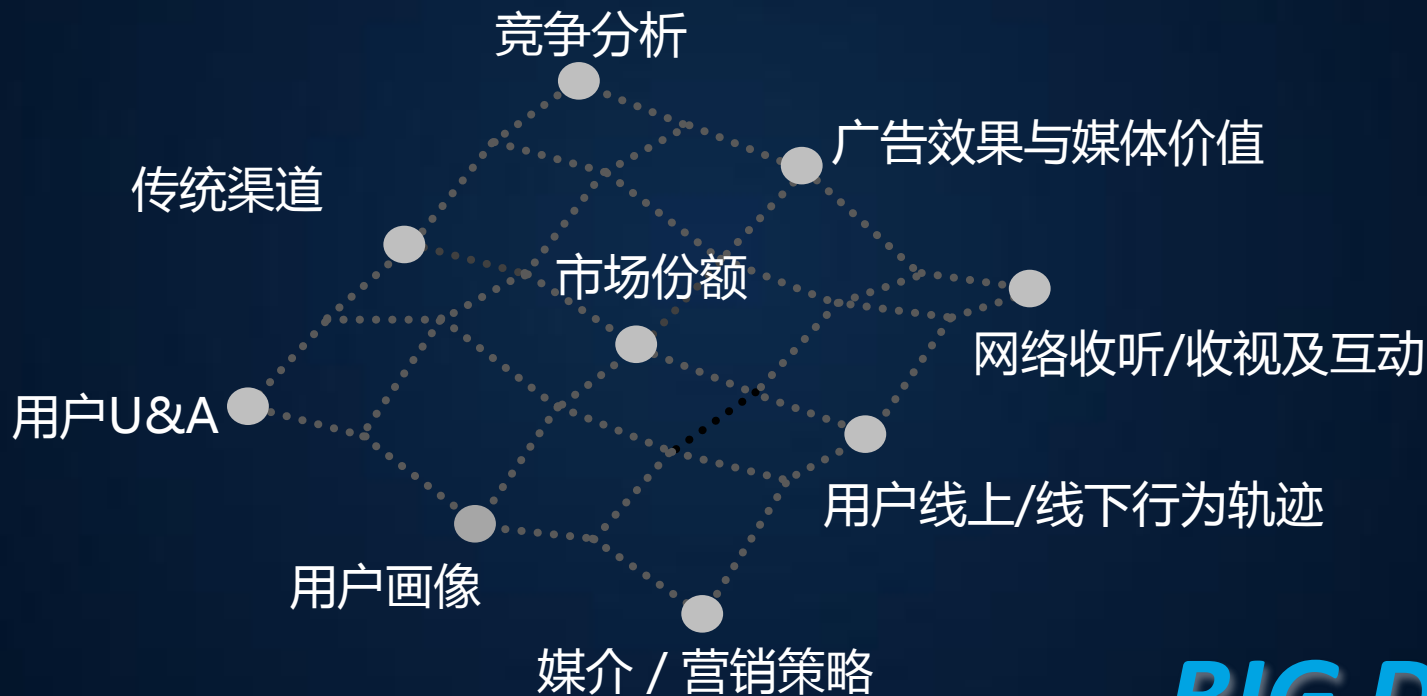 竞争分析
广告效果与媒体价值
传统渠道
市场份额
网络收听/收视及互动
用户U&A
用户线上/线下行为轨迹
用户画像
媒介 / 营销策略
BIG D